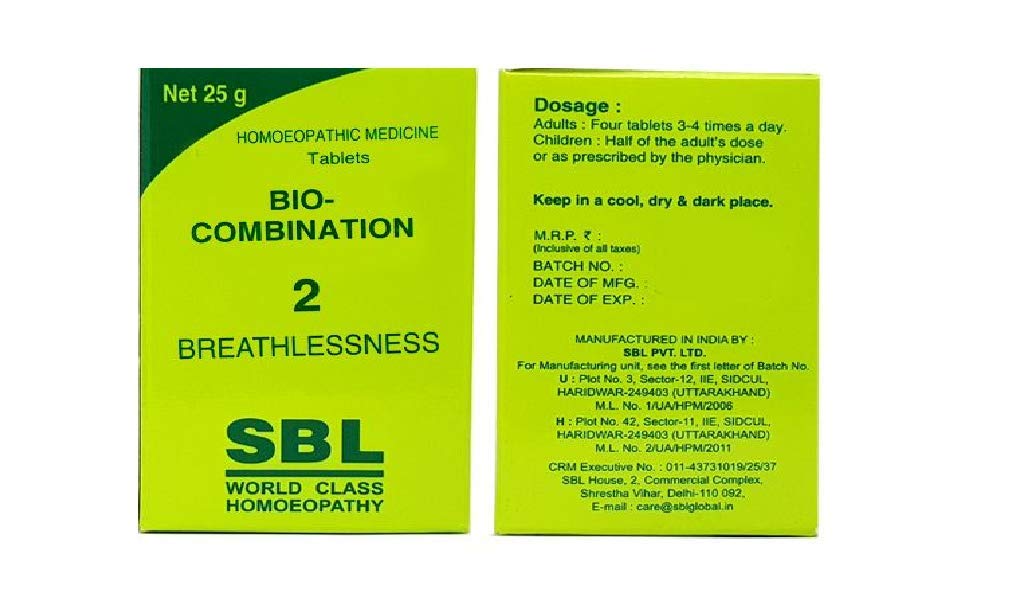 Net 25 g
HOMOEOPATHIC MEDICINE
Tablets
BIO-
COMBINATION
2
BREATHLESSNESS
SBL
WORLD CLASS
HOMOEOPATHY
Dosage :
Adults : Four tablets 3-4 times a day.
Children : Half of the adult's dose
or as prescribed by the physician.
Keep in a cool, dry & dark place.
M.R.P. ₹ :
(Inclusive of all taxes)
BATCH NO. :
DATE OF MFG. :
DATE OF EXP. :
MANUFACTURED IN INDIA BY :
SBL PVT. LTD.
For Manufacturing unit, see the first letter of Batch No.
U : Plot No. 3, Sector-12, IIE, SIDCUL,
HARIDWAR-249403 (UTTARAKHAND)
M.L. No. 1/UA/HPM/2006
H : Plot No. 42, Sector-11, IIE, SIDCUL,
HARIDWAR-249403 (UTTARAKHAND)
M.L. No. 2/UA/HPM/2011
CRM Executive No. : 011-43731019/25/37
SBL House, 2, Commercial Complex,
Shrestha Vihar, Delhi-110 092,
E-mail : care@sblglobal.in